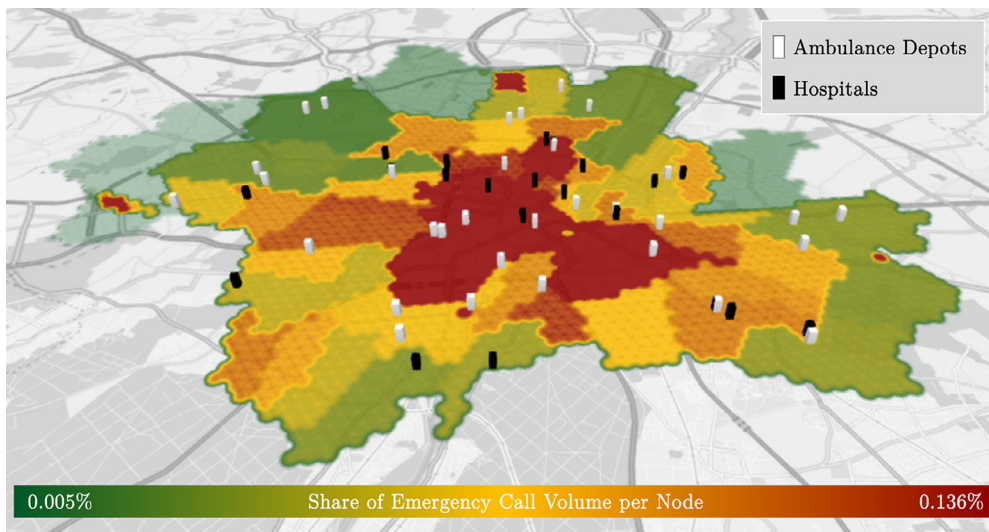 Ambulance Depots
Hospitals
0.005% Share of Emergency Call Volume per Node 0.136%